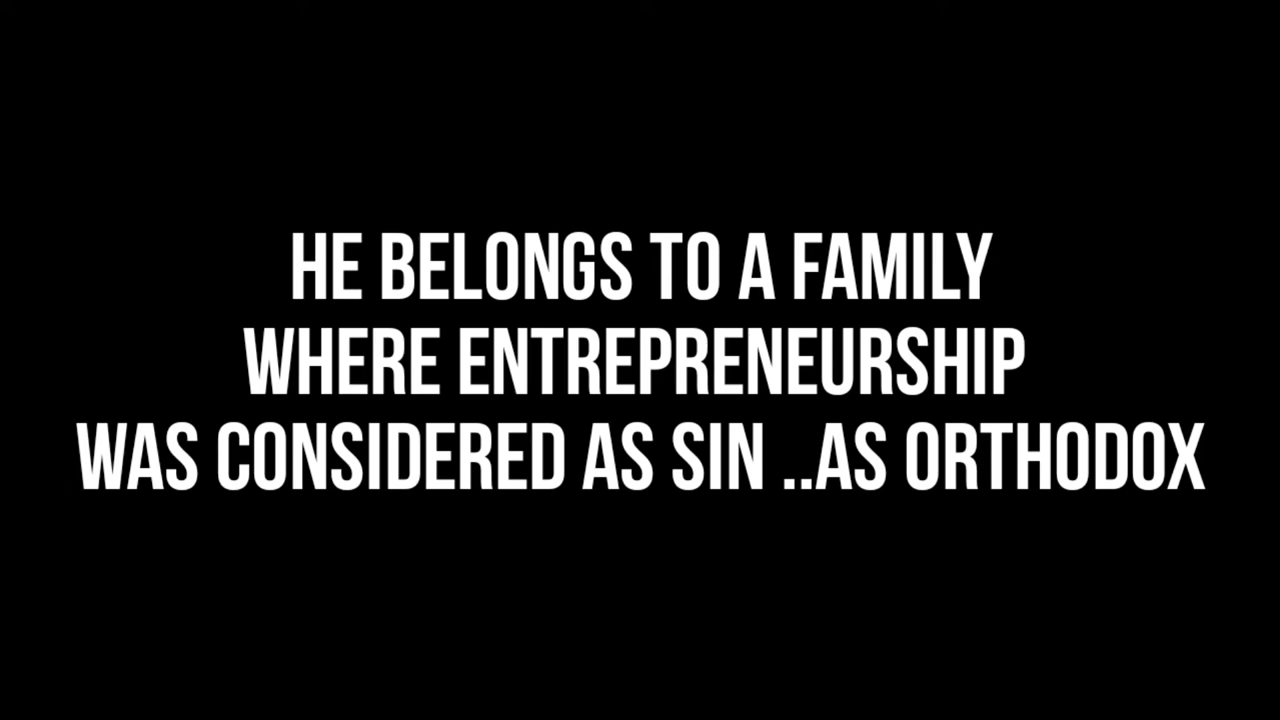 HE BELONGS TO A FAMILY
WHERE ENTREPRENEURSHIP
WAS CONSIDERED AS SIN ..AS ORTHODOX